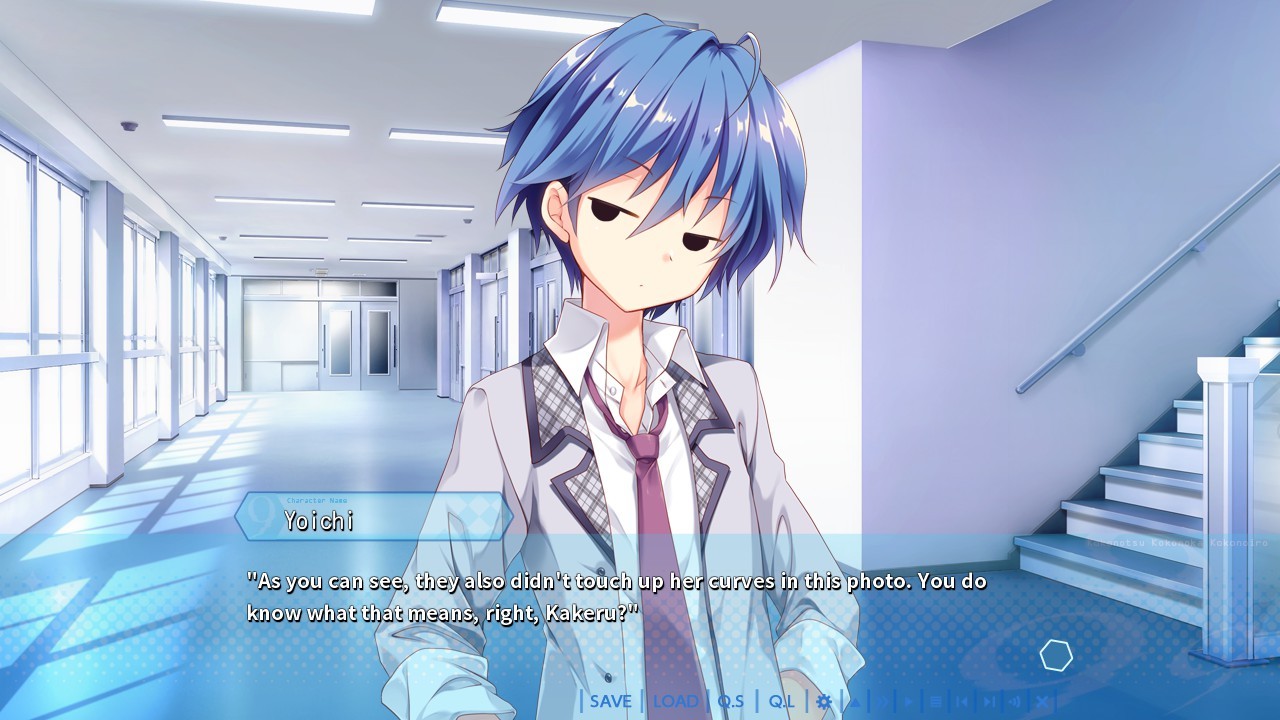 Character Name
Yoichi
"As you can see, they also didn't touch up her curves in this photo. You do
know what that means, right, Kakeru?"
SAVE LOAD Q.S Q.L